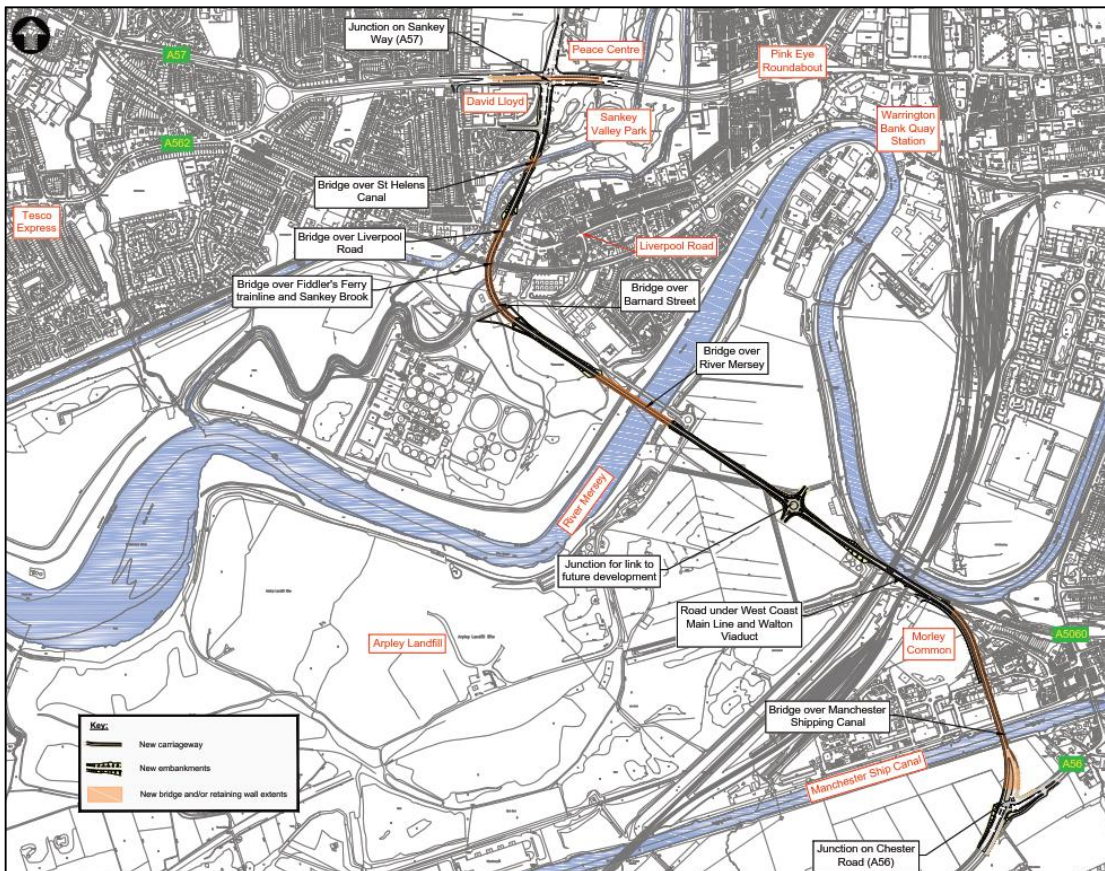 Junction on Sankey
Way (A57)
Peace Centre
Pink Eye
Roundabout
A57
David Lloyd
Sankey
Valley Park
Warrington
Bank Quay
Station
A562
Bridge over St Helens
Canal
Tesco
Express
Bridge over Liverpool
Road
Liverpool Road
Bridge over Fiddler's Ferry
trainline and Sankey Brook
Bridge over
Barnard Street
Bridge over
River Mersey
River Mersey
Junction for link to
future development
Road under West Coast
Main Line and Walton
Viaduct
Arpley Landfill
Arpley Landfill Site
Morley
Common
A5060
Bridge over Manchester
Shipping Canal
Manchester Ship Canal
A56
Junction on Chester
Road (A56)
Key:
New carriageway
New embankments
New bridge and/or retaining wall extents